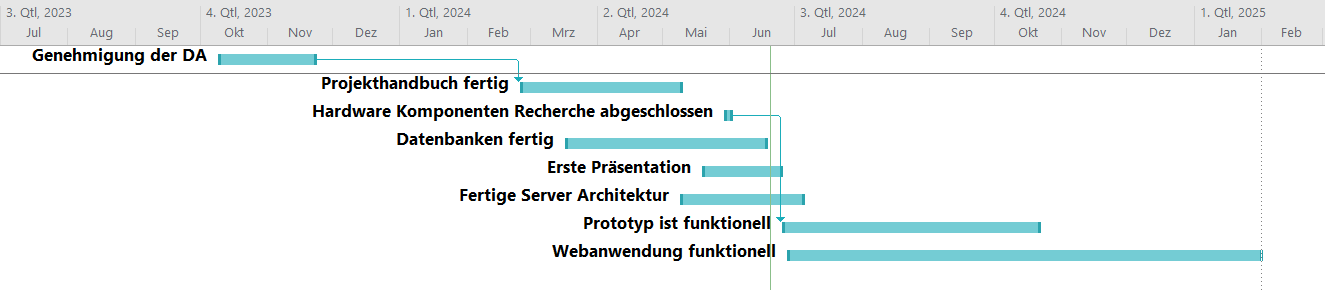 3. Qtl, 2023 4. Qtl, 2023 1. Qtl, 2024 2. Qtl, 2024 3. Qtl, 2024 4. Qtl, 2024 1. Qtl, 2025
Jul Aug Sep Okt Nov Dez Jan Feb Mrz Apr Mai Jun Jul Aug Sep Okt Nov Dez Jan Feb
Genehmigung der DA
Projekthandbuch fertig
Hardware Komponenten Recherche abgeschlossen
Datenbanken fertig
Erste Präsentation
Fertige Server Architektur
Prototyp ist funktionell
Webanwendung funktionell